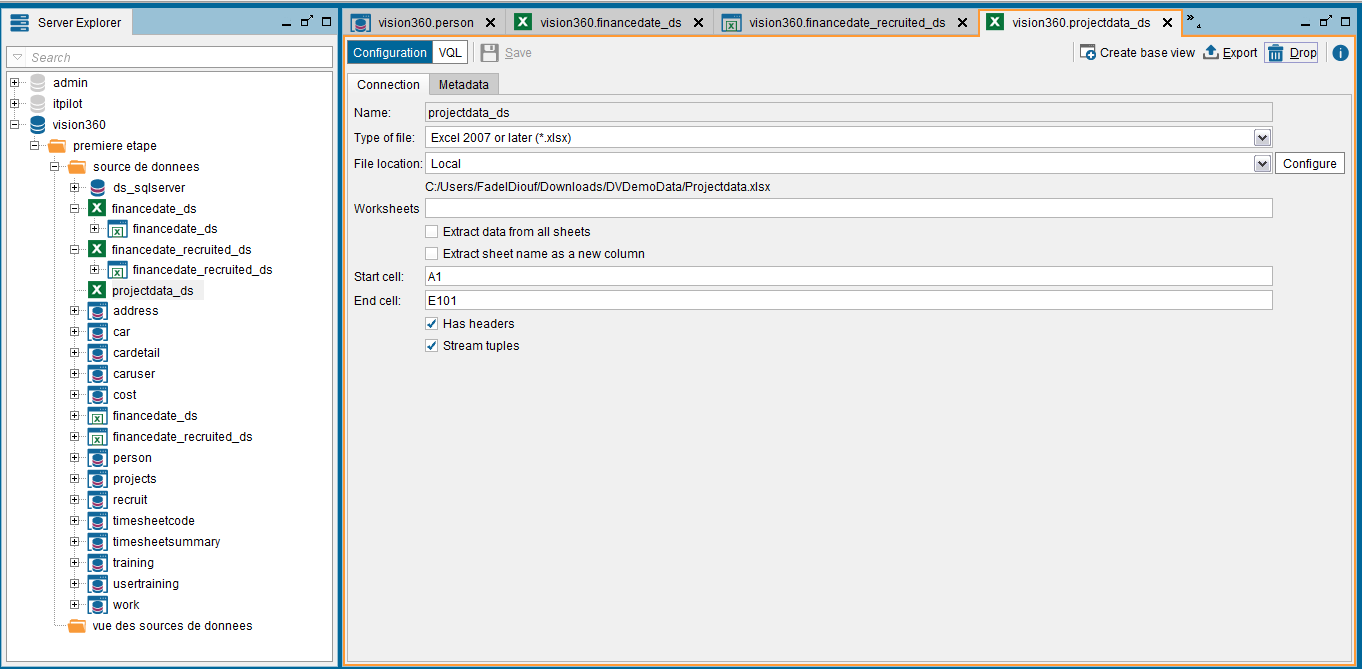 Server Explorer
Search
admin
itpilot
vision360
premiere etape
source de donnees
ds_sqlserver
financedate_ds
financedate_ds
financedate_recruited_ds
financedate_recruited_ds
projectdata_ds
address
car
cardetail
caruser
cost
financedate_ds
financedate_recruited_ds
person
projects
recruit
timesheetcode
timesheetsummary
training
usertraining
work
vue des sources de donnees
vision360.person vision360.financedate_ds vision360.financedate_recruited_ds vision360.projectdata_ds
Configuration VQL Save Create base view Export Drop
Connection Metadata
Name: projectdata_ds
Type of file: Excel 2007 or later (*.xlsx)
File location: Local Configure
C:/Users/FadelDiouf/Downloads/DVDemoData/Projectdata.xlsx
Worksheets
Extract data from all sheets
Extract sheet name as a new column
Start cell: A1
End cell: E101
Has headers
Stream tuples